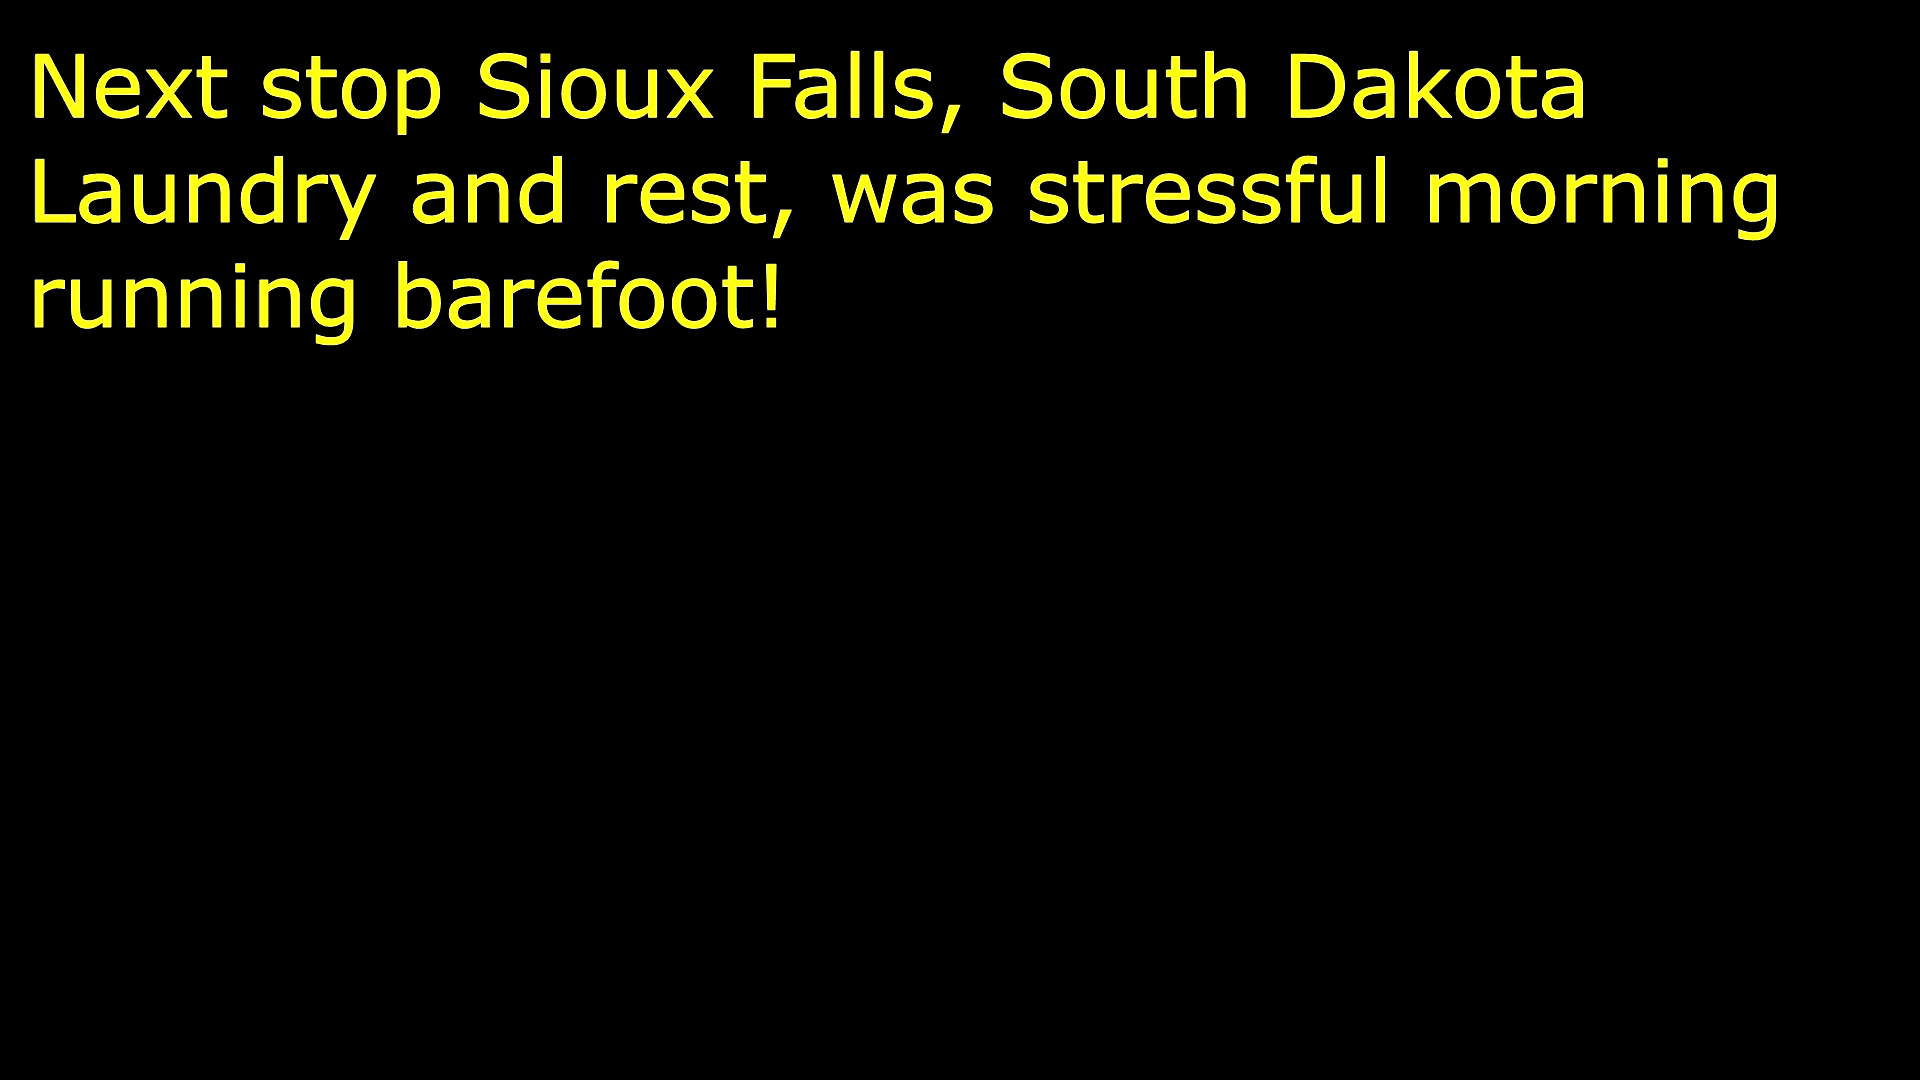 Next stop Sioux Falls, South Dakota
Laundry and rest, was stressful morning
running barefoot!